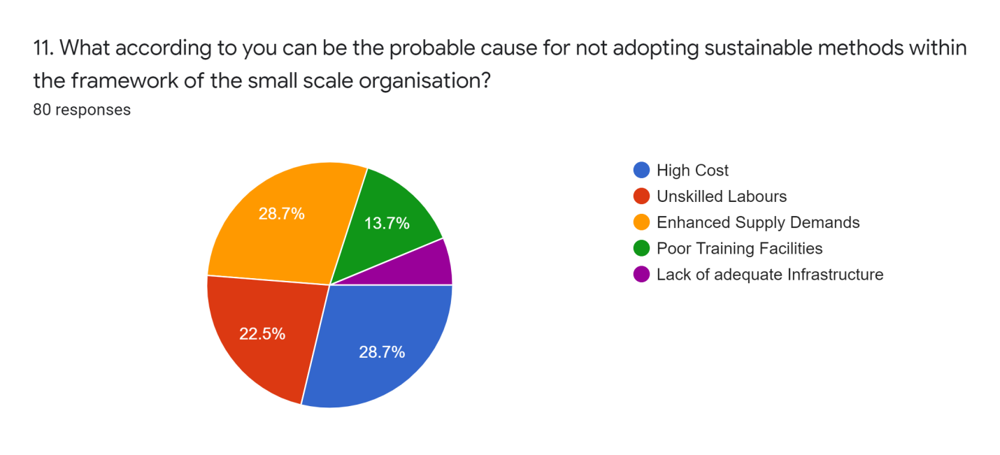 11. What according to you can be the probable cause for not adopting sustainable methods within
the framework of the small scale organisation?
80 responses
28.7%
13.7%
22.5%
28.7%
High Cost
Unskilled Labours
Enhanced Supply Demands
Poor Training Facilities
Lack of adequate Infrastructure